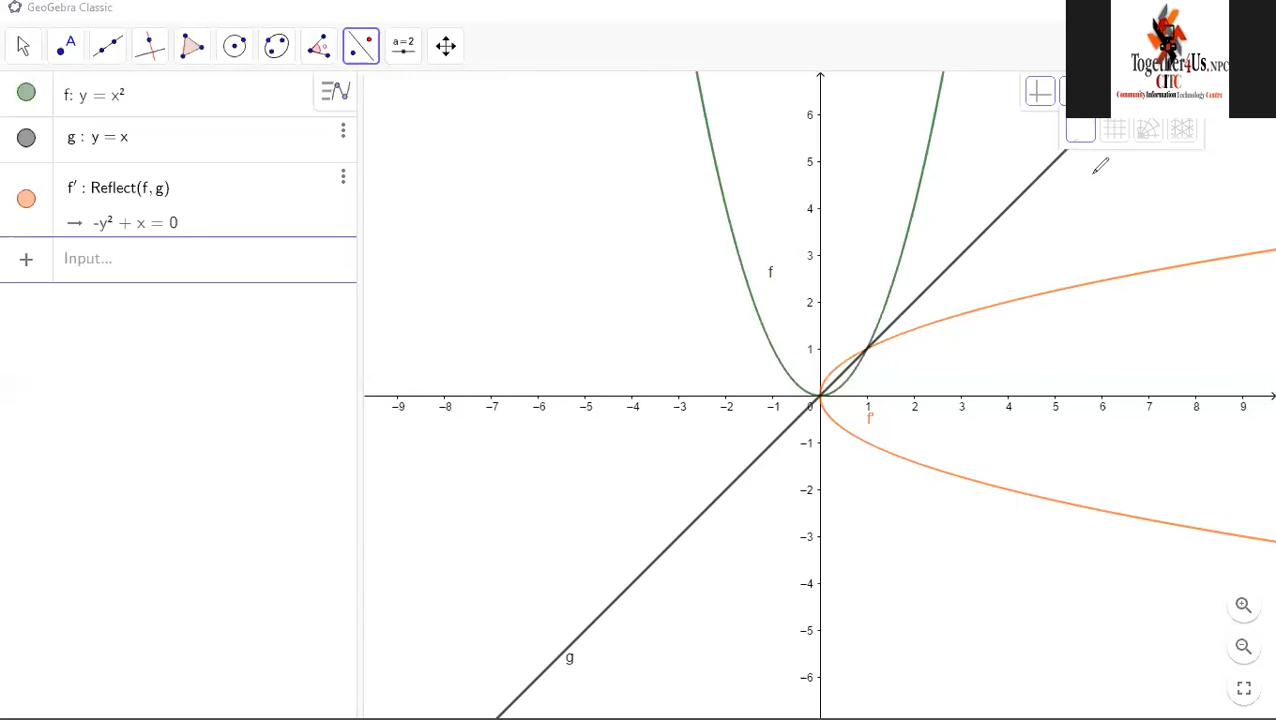 GeoGebra Classic
A
a=2
Together4Us, NPC
CITC
Community Information Technology Centre
f: y = x²
g : y = x
f′ : Reflect(f, g)
→ -y² + x = 0
+ Input...
6
5
4
3
2
1
−9 −8 −7 −6 −5 −4 −3 −2 −1 0 1 2 3 4 5 6 7 8 9
−1
−2
−3
−4
−5
−6
f
f'
g